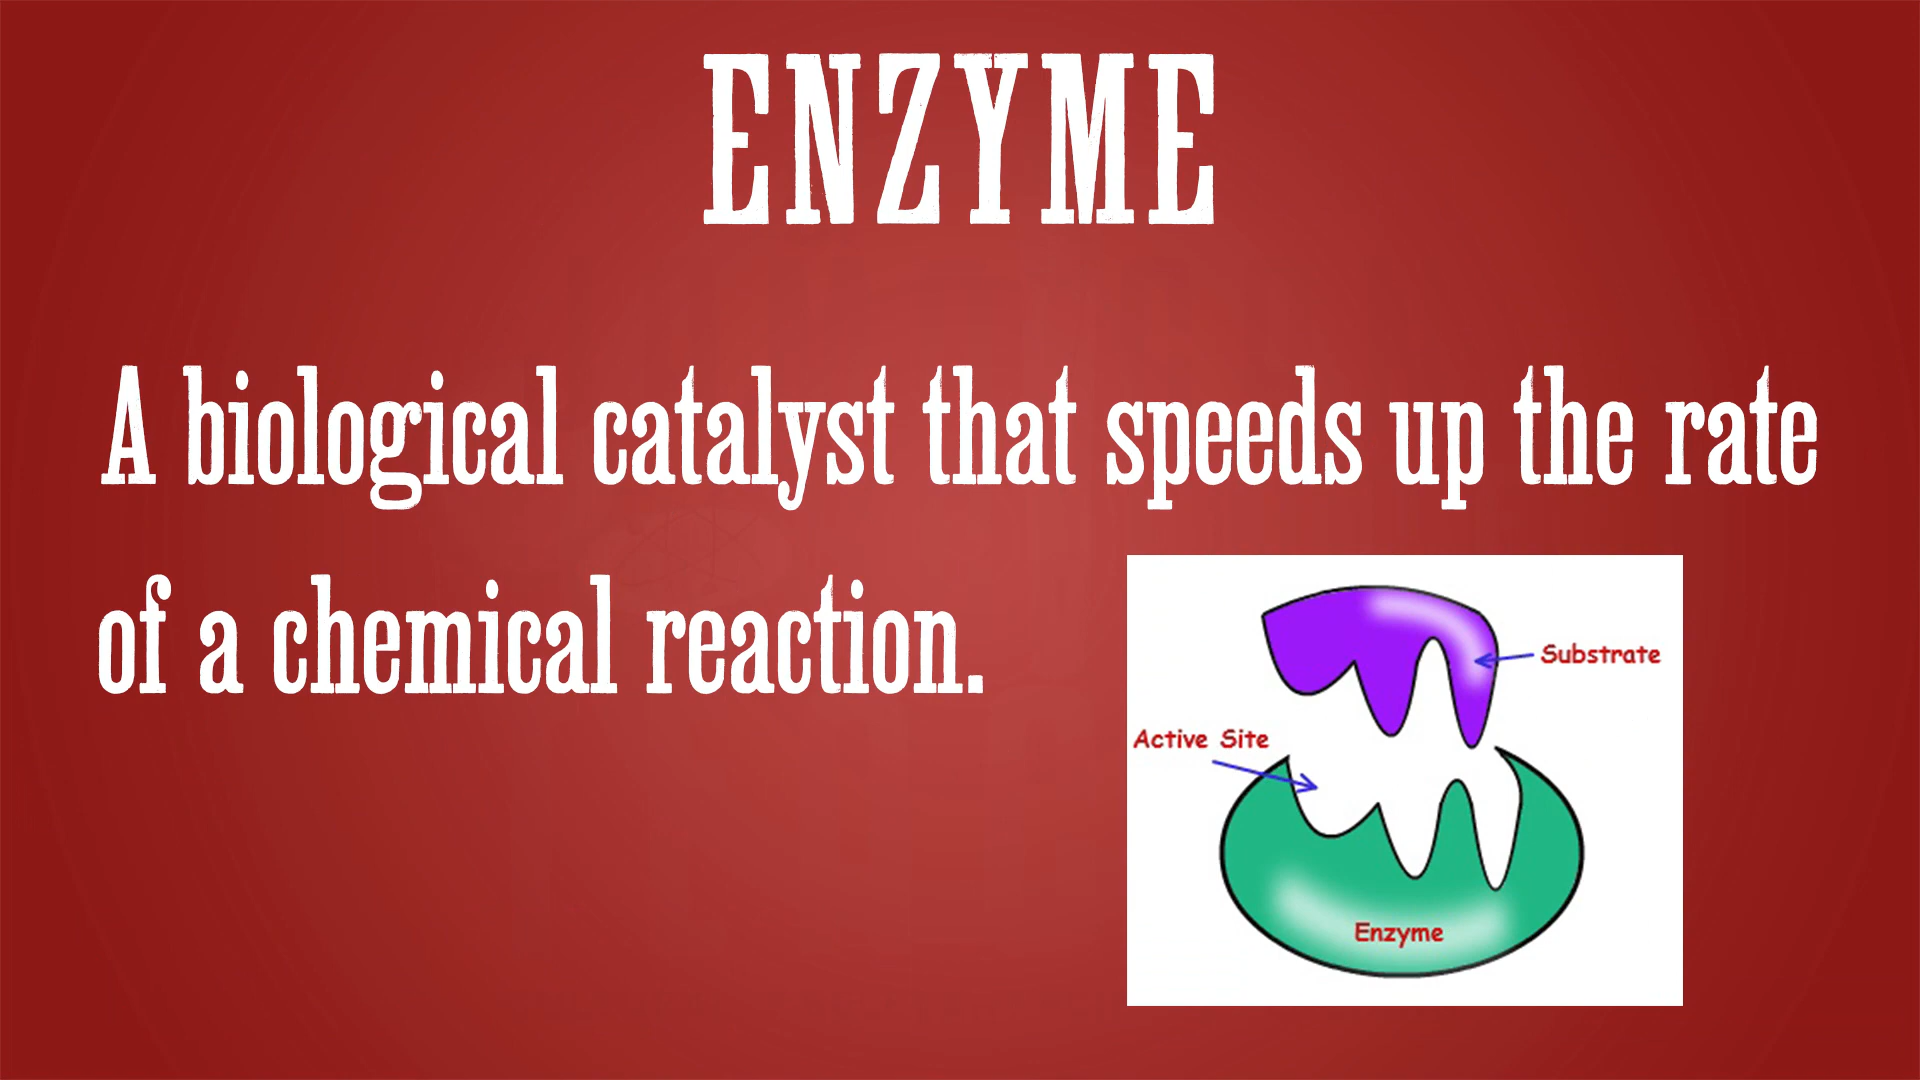 ENZYME
A biological catalyst that speeds up the rate
of a chemical reaction.
Substrate
Active Site
Enzyme